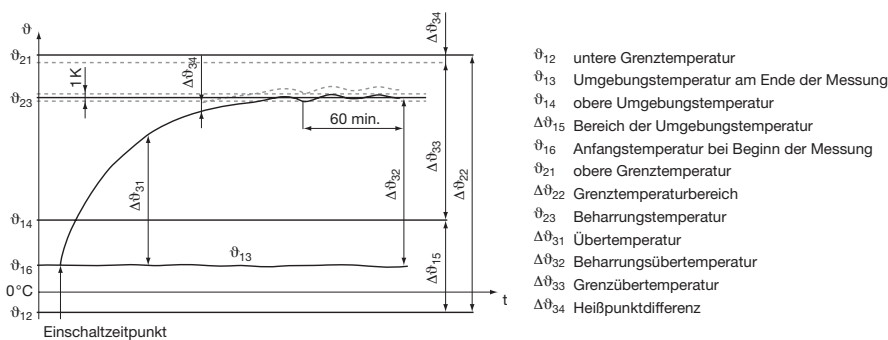 ϑ
ϑ21
1K
ϑ23
ϑ14
ϑ16
0°C
ϑ12
Einschaltzeitpunkt
Δϑ31
Δϑ34
60 min.
ϑ13
Δϑ32
Δϑ15
Δϑ33
Δϑ34
Δϑ22
t
ϑ12 untere Grenztemperatur
ϑ13 Umgebungstemperatur am Ende der Messung
ϑ14 obere Umgebungstemperatur
Δϑ15 Bereich der Umgebungstemperatur
ϑ16 Anfangstemperatur bei Beginn der Messung
ϑ21 obere Grenztemperatur
Δϑ22 Grenztemperaturbereich
ϑ23 Beharrungstemperatur
Δϑ31 Übertemperatur
Δϑ32 Beharrungsübertemperatur
Δϑ33 Grenzübertemperatur
Δϑ34 Heißpunktdifferenz